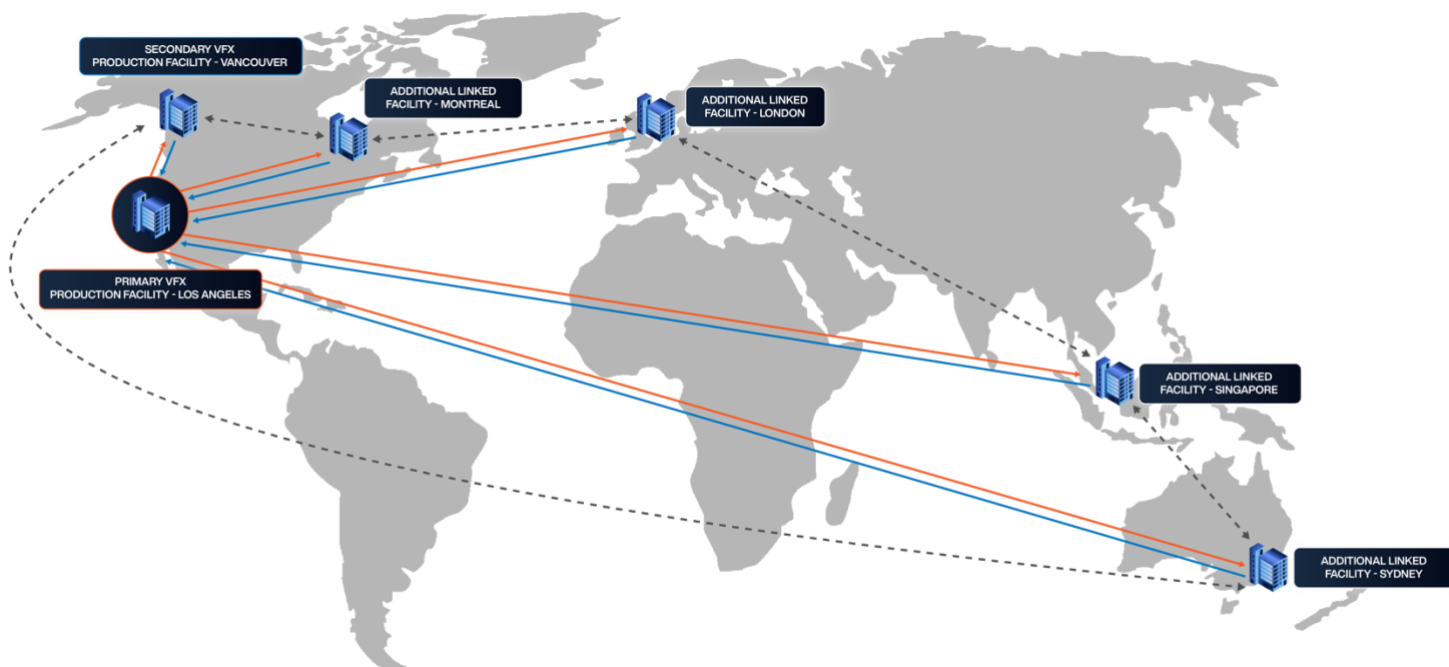 SECONDARY VFX
PRODUCTION FACILITY - VANCOUVER
ADDITIONAL LINKED
FACILITY - MONTREAL
ADDITIONAL LINKED
FACILITY - LONDON
PRIMARY VFX
PRODUCTION FACILITY - LOS ANGELES
ADDITIONAL LINKED
FACILITY - SINGAPORE
ADDITIONAL LINKED
FACILITY - SYDNEY